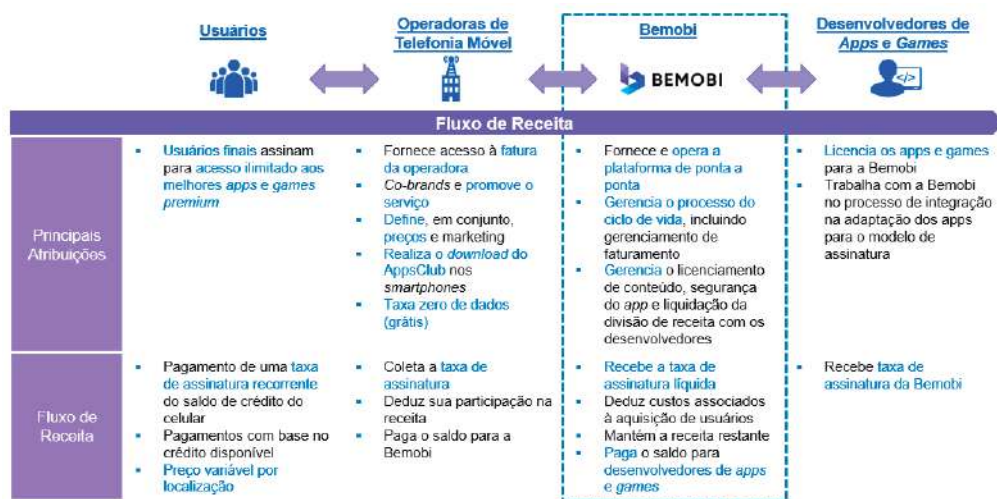 Usuários
Operadoras de
Telefonia Móvel
Bemobi
Desenvolvedores de
Apps e Games
BEMOBI
Fluxo de Receita
Principais
Atribuições
Usuários finais assinam
para acesso ilimitado aos
melhores apps e games
premium
Fornece acesso à fatura
da operadora
Co-brands e promove o
serviço
Define, em conjunto,
preços e marketing
Realiza o download do
AppsClub nos
smartphones
Taxa zero de dados
(grátis)
Fornece e opera a
plataforma de ponta a
ponta
Gerencia o processo do
ciclo de vida, incluindo
gerenciamento de
faturamento
Gerencia o licenciamento
de conteúdo, segurança
do app e liquidação da
divisão de receita com os
desenvolvedores
Licencia os apps e games
para a Bemobi
Trabalha com a Bemobi
no processo de integração
na adaptação dos apps
para o modelo de
assinatura
Fluxo de
Receita
Pagamento de uma taxa
de assinatura recorrente
do saldo de crédito do
celular
Pagamentos com base no
crédito disponível
Preço variável por
localização
Coleta a taxa de
assinatura
Deduz sua participação na
receita
Paga o saldo para a
Bemobi
Recebe a taxa de
assinatura líquida
Deduz custos associados
à aquisição de usuários
Mantém a receita restante
Paga o saldo para
desenvolvedores de apps
e games
Recebe taxa de
assinatura da Bemobi